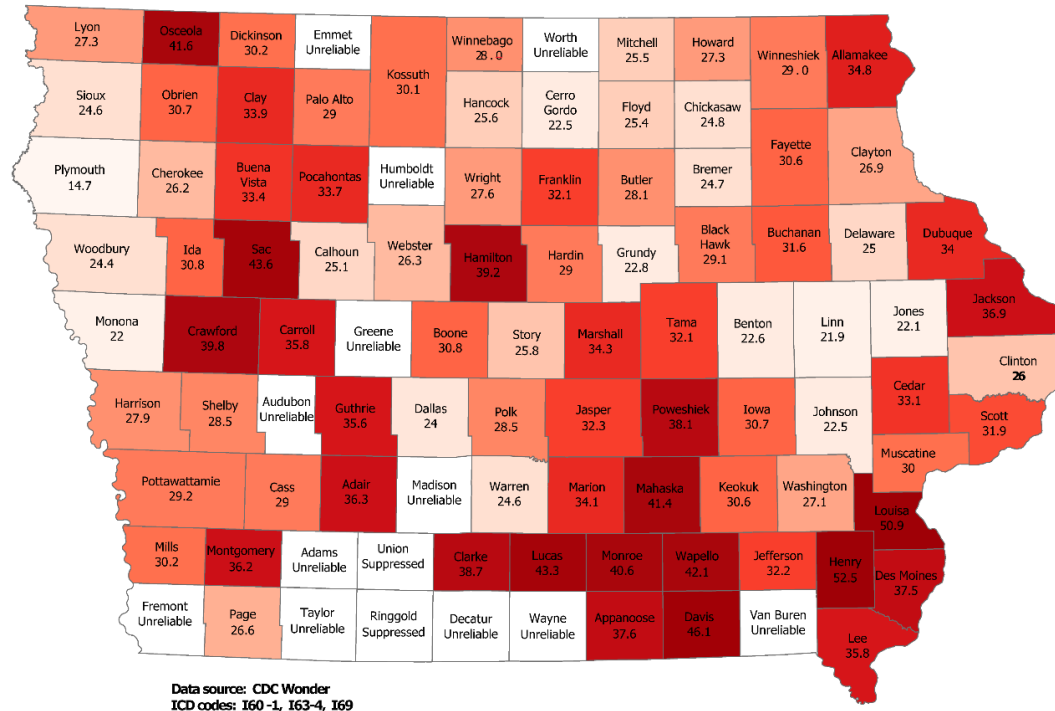 Lyon
27.3
Osceola
41.6
Dickinson
30.2
Emmet
Unreliable
Winnebago
28.0
Worth
Unreliable
Mitchell
25.5
Howard
27.3
Winneshiek
29.0
Allamakee
34.8
Kossuth
30.1
Sioux
24.6
Obrien
30.7
Clay
33.9
Palo Alto
29
Hancock
25.6
Cerro
Gordo
22.5
Floyd
25.4
Chickasaw
24.8
Plymouth
14.7
Cherokee
26.2
Buena
Vista
33.4
Pocahontas
33.7
Humboldt
Unreliable
Wright
27.6
Franklin
32.1
Butler
28.1
Bremer
24.7
Fayette
30.6
Clayton
26.9
Woodbury
24.4
Ida
30.8
Sac
43.6
Calhoun
25.1
Webster
26.3
Hamilton
39.2
Hardin
29
Grundy
22.8
Black
Hawk
29.1
Buchanan
31.6
Delaware
25
Dubuque
34
Monona
22
Crawford
39.8
Carroll
35.8
Greene
Unreliable
Boone
30.8
Story
25.8
Marshall
34.3
Tama
32.1
Benton
22.6
Linn
21.9
Jones
22.1
Jackson
36.9
Clinton
26
Harrison
27.9
Shelby
28.5
Audubon
Unreliable
Guthrie
35.6
Dallas
24
Polk
28.5
Jasper
32.3
Poweshiek
38.1
Iowa
30.7
Johnson
22.5
Cedar
33.1
Scott
31.9
Muscatine
30
Pottawattamie
29.2
Cass
29
Adair
36.3
Madison
Unreliable
Warren
24.6
Marion
34.1
Mahaska
41.4
Keokuk
30.6
Washington
27.1
Louisa
50.9
Mills
30.2
Montgomery
36.2
Adams
Unreliable
Union
Suppressed
Clarke
38.7
Lucas
43.3
Monroe
40.6
Wapello
42.1
Jefferson
32.2
Henry
52.5
Des Moines
37.5
Fremont
Unreliable
Page
26.6
Taylor
Unreliable
Ringgold
Suppressed
Decatur
Unreliable
Wayne
Unreliable
Appanoose
37.6
Davis
46.1
Van Buren
Unreliable
Lee
35.8
Data source: CDC Wonder
ICD codes: I60 -1, I63-4, I69